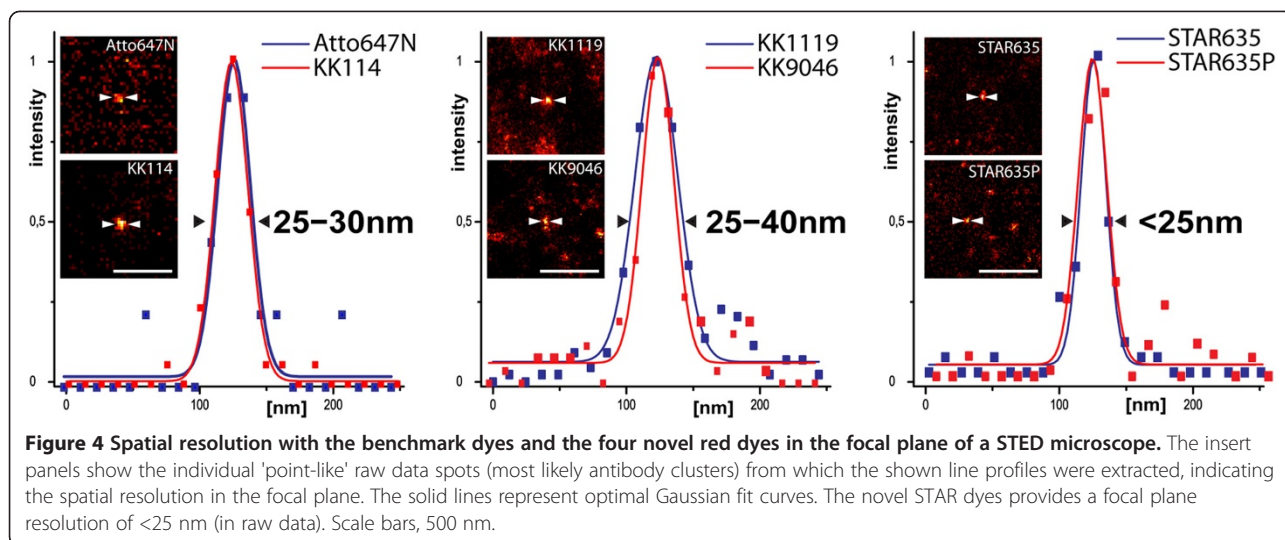 Atto647N
KK114
Atto647N
KK114
intensity
1
0,5
0
25–30nm
0
100
[nm]
200
KK1119
KK9046
KK1119
KK9046
intensity
1
0,5
0
25–40nm
0
100
[nm]
200
STAR635
STAR635P
STAR635
STAR635P
intensity
1
0,5
0
<25nm
0
100
[nm]
200
Figure 4 Spatial resolution with the benchmark dyes and the four novel red dyes in the focal plane of a STED microscope. The insert
panels show the individual 'point-like' raw data spots (most likely antibody clusters) from which the shown line profiles were extracted, indicating
the spatial resolution in the focal plane. The solid lines represent optimal Gaussian fit curves. The novel STAR dyes provides a focal plane
resolution of <25 nm (in raw data). Scale bars, 500 nm.